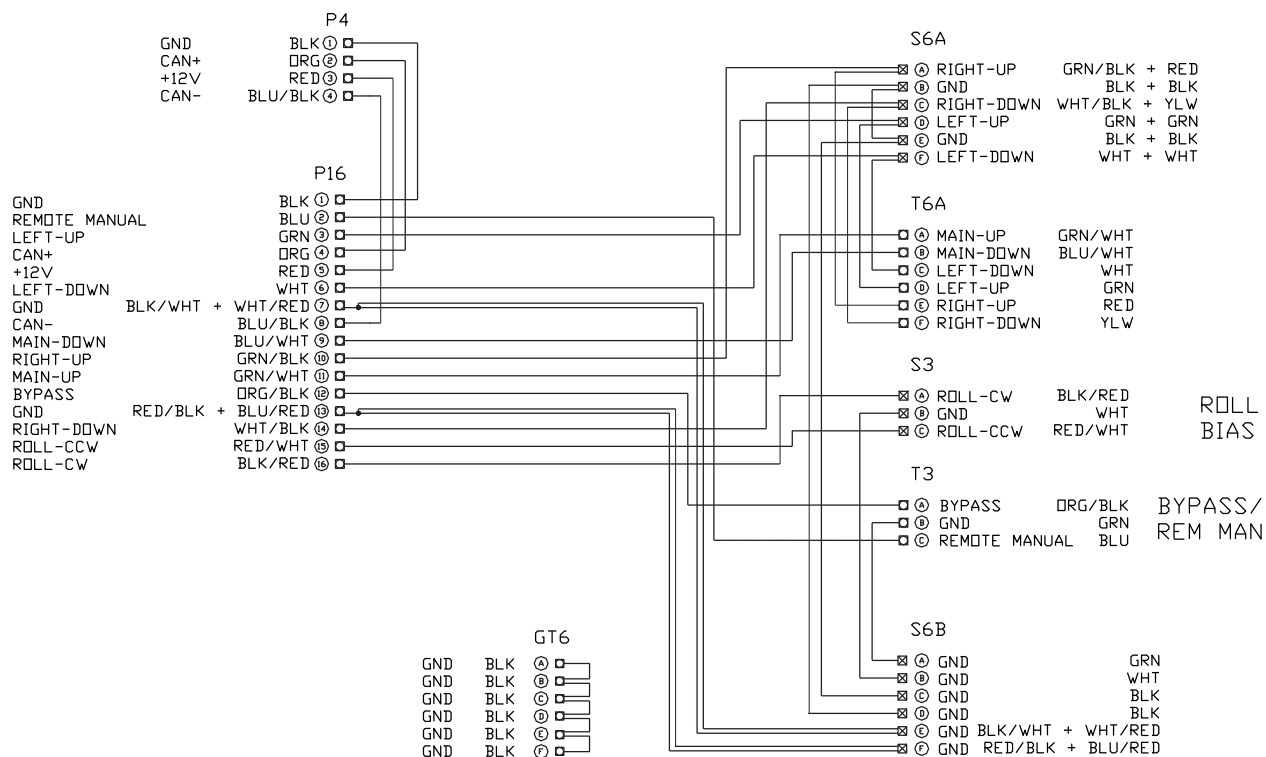 P4
GND BLK 1
CAN+ ORG 2
+12V RED 3
CAN- BLU/BLK 4
P16
GND BLK 1
REMOTE MANUAL BLU 2
LEFT-UP GRN 3
CAN+ ORG 4
+12V RED 5
LEFT-DOWN WHT 6
GND BLK/WHT + WHT/RED 7
CAN- BLU/BLK 8
MAIN-DOWN BLU/WHT 9
RIGHT-UP GRN/BLK 10
MAIN-UP GRN/WHT 11
BYPASS ORG/BLK 12
GND RED/BLK + BLU/RED 13
RIGHT-DOWN WHT/BLK 14
ROLL-CCW RED/WHT 15
ROLL-CW BLK/RED 16
GT6
GND BLK A
GND BLK B
GND BLK C
GND BLK D
GND BLK E
GND BLK F
S6A
A RIGHT-UP GRN/BLK + RED
B GND BLK + BLK
C RIGHT-DOWN WHT/BLK + YLW
D LEFT-UP GRN + GRN
E GND BLK + BLK
F LEFT-DOWN WHT + WHT
T6A
A MAIN-UP GRN/WHT
B MAIN-DOWN BLU/WHT
C LEFT-DOWN WHT
D LEFT-UP GRN
E RIGHT-UP RED
F RIGHT-DOWN YLW
S3
A ROLL-CW BLK/RED
B GND WHT
C ROLL-CCW RED/WHT
ROLL
BIAS
T3
A BYPASS ORG/BLK
B GND GRN
C REMOTE MANUAL BLU
BYPASS/
REM MAN
S6B
A GND GRN
B GND WHT
C GND BLK
D GND BLK
E GND BLK/WHT + WHT/RED
F GND RED/BLK + BLU/RED